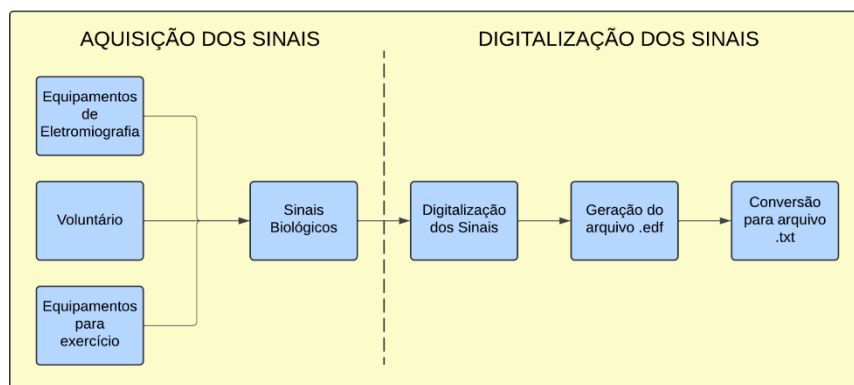 AQUISIÇÃO DOS SINAIS
DIGITALIZAÇÃO DOS SINAIS
Equipamentos
de
Eletromiografia
Voluntário
Equipamentos
para
exercício
Sinais
Biológicos
Digitalização
dos Sinais
Geração do
arquivo .edf
Conversão
para arquivo
.txt